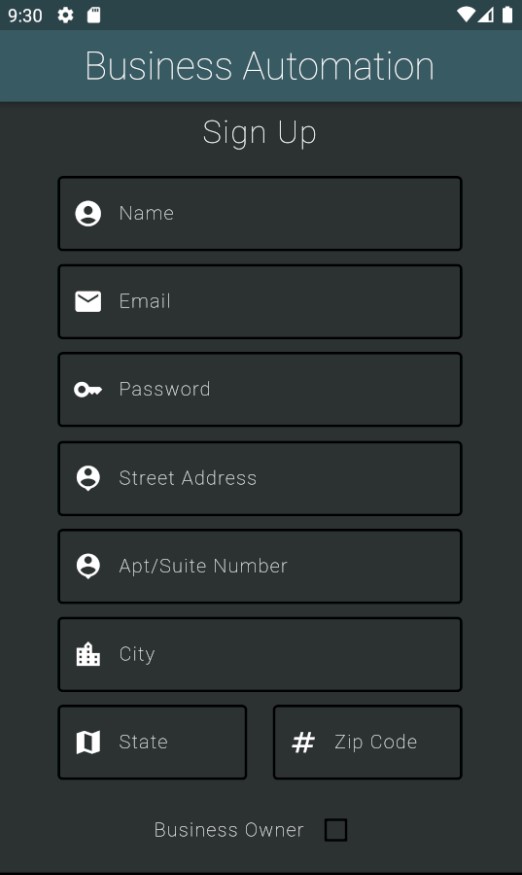 9:30
Business Automation
Sign Up
Name
Email
Password
Street Address
Apt/Suite Number
City
State
# Zip Code
Business Owner